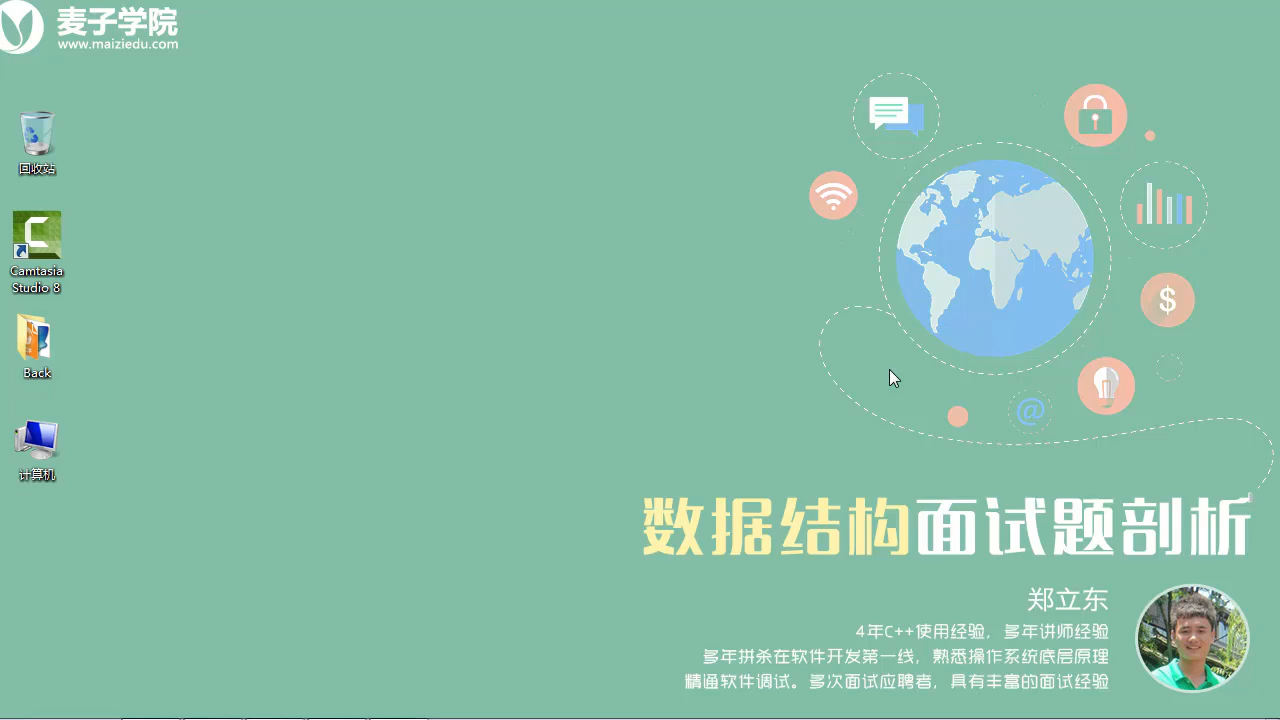 麦子学院
www.maiziedu.com
回收站
Camtasia
Studio 8
Back
计算机
$
@
数据结构面试题剖析
郑立东
4年C++使用经验，多年讲师经验
多年拼杀在软件开发第一线，熟悉操作系统底层原理
精通软件调试。多次面试应聘者，具有丰富的面试经验